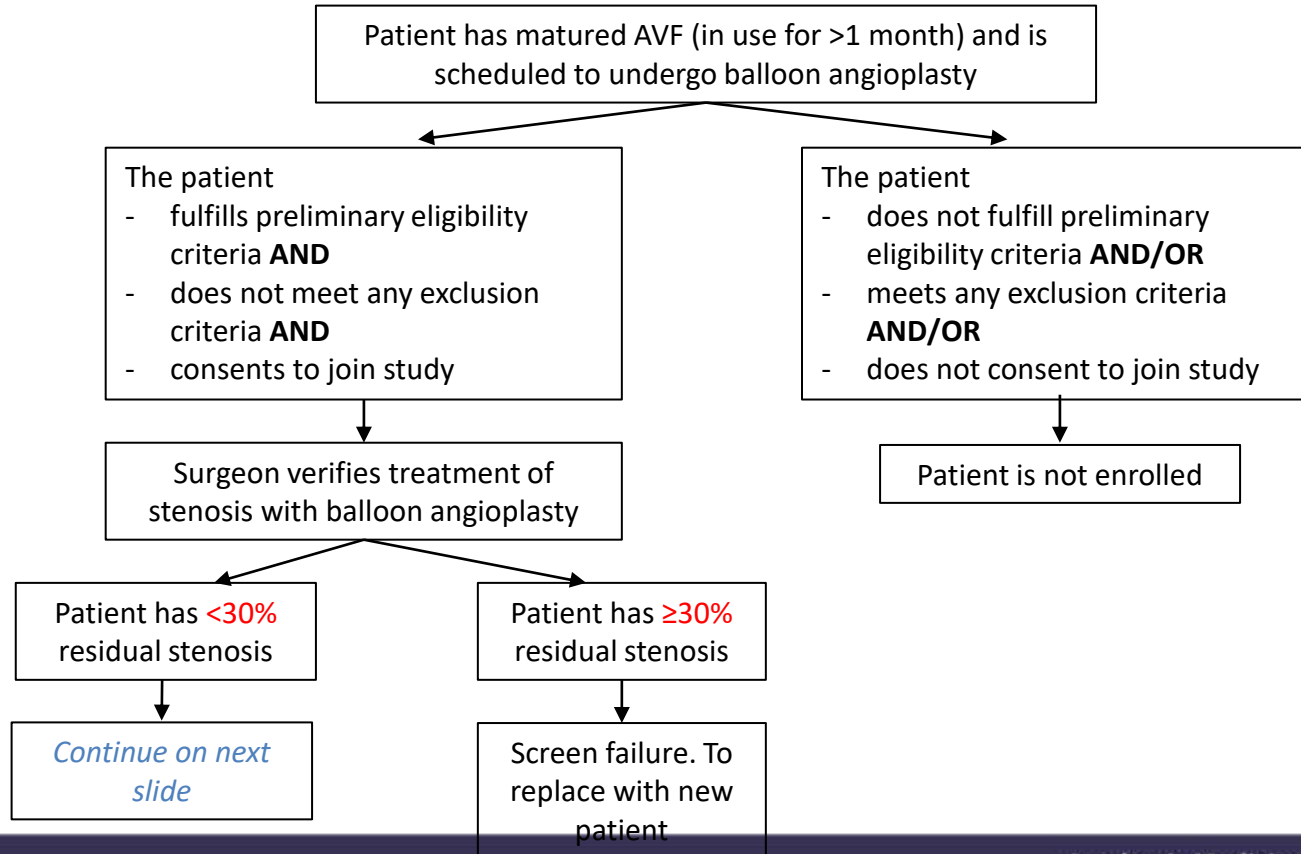 Patient has matured AVF (in use for >1 month) and is
scheduled to undergo balloon angioplasty
The patient
- fulfills preliminary eligibility
criteria AND
- does not meet any exclusion
criteria AND
- consents to join study
The patient
- does not fulfill preliminary
eligibility criteria AND/OR
- meets any exclusion criteria
AND/OR
- does not consent to join study
Surgeon verifies treatment of
stenosis with balloon angioplasty
Patient is not enrolled
Patient has <30%
residual stenosis
Patient has ≥30%
residual stenosis
Continue on next
slide
Screen failure. To
replace with new
patient